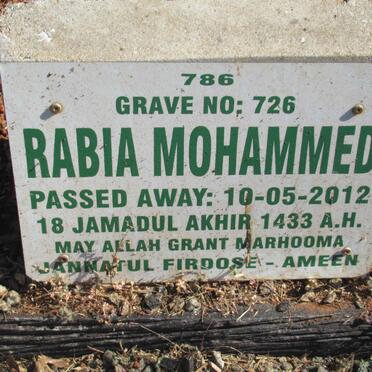 786
GRAVE NO: 726
RABIA MOHAMMED
PASSED AWAY: 10-05-2012
18 JAMADUL AKHIR 1433 A.H.
MAY ALLAH GRANT MARHOOMA
JANNATUL FIRDOSE - AMEEN